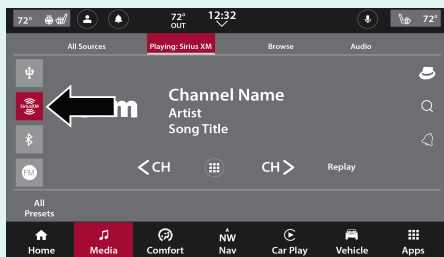 72° 72° OUT 12:32 72°
All Sources Playing: Sirius XM Browse Audio
SiriusXM
m
Channel Name
Artist
Song Title
FM
<CH CH> Replay
All
Presets
Home Media Comfort NW Nav Car Play Vehicle Apps